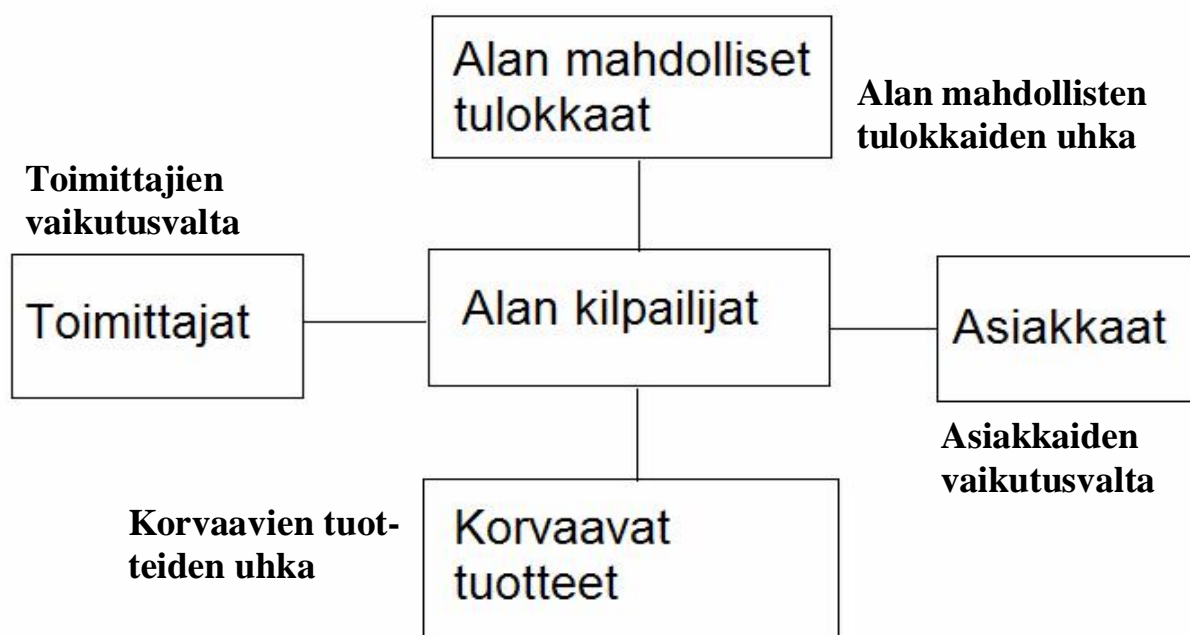 Alan mahdolliset
tulokkaat
Alan mahdollisten
tulokkaiden uhka
Toimittajien
vaikutusvalta
Toimittajat
Alan kilpailijat
Asiakkaat
Asiakkaiden
vaikutusvalta
Korvaavien tuot-
teiden uhka
Korvaavat
tuotteet